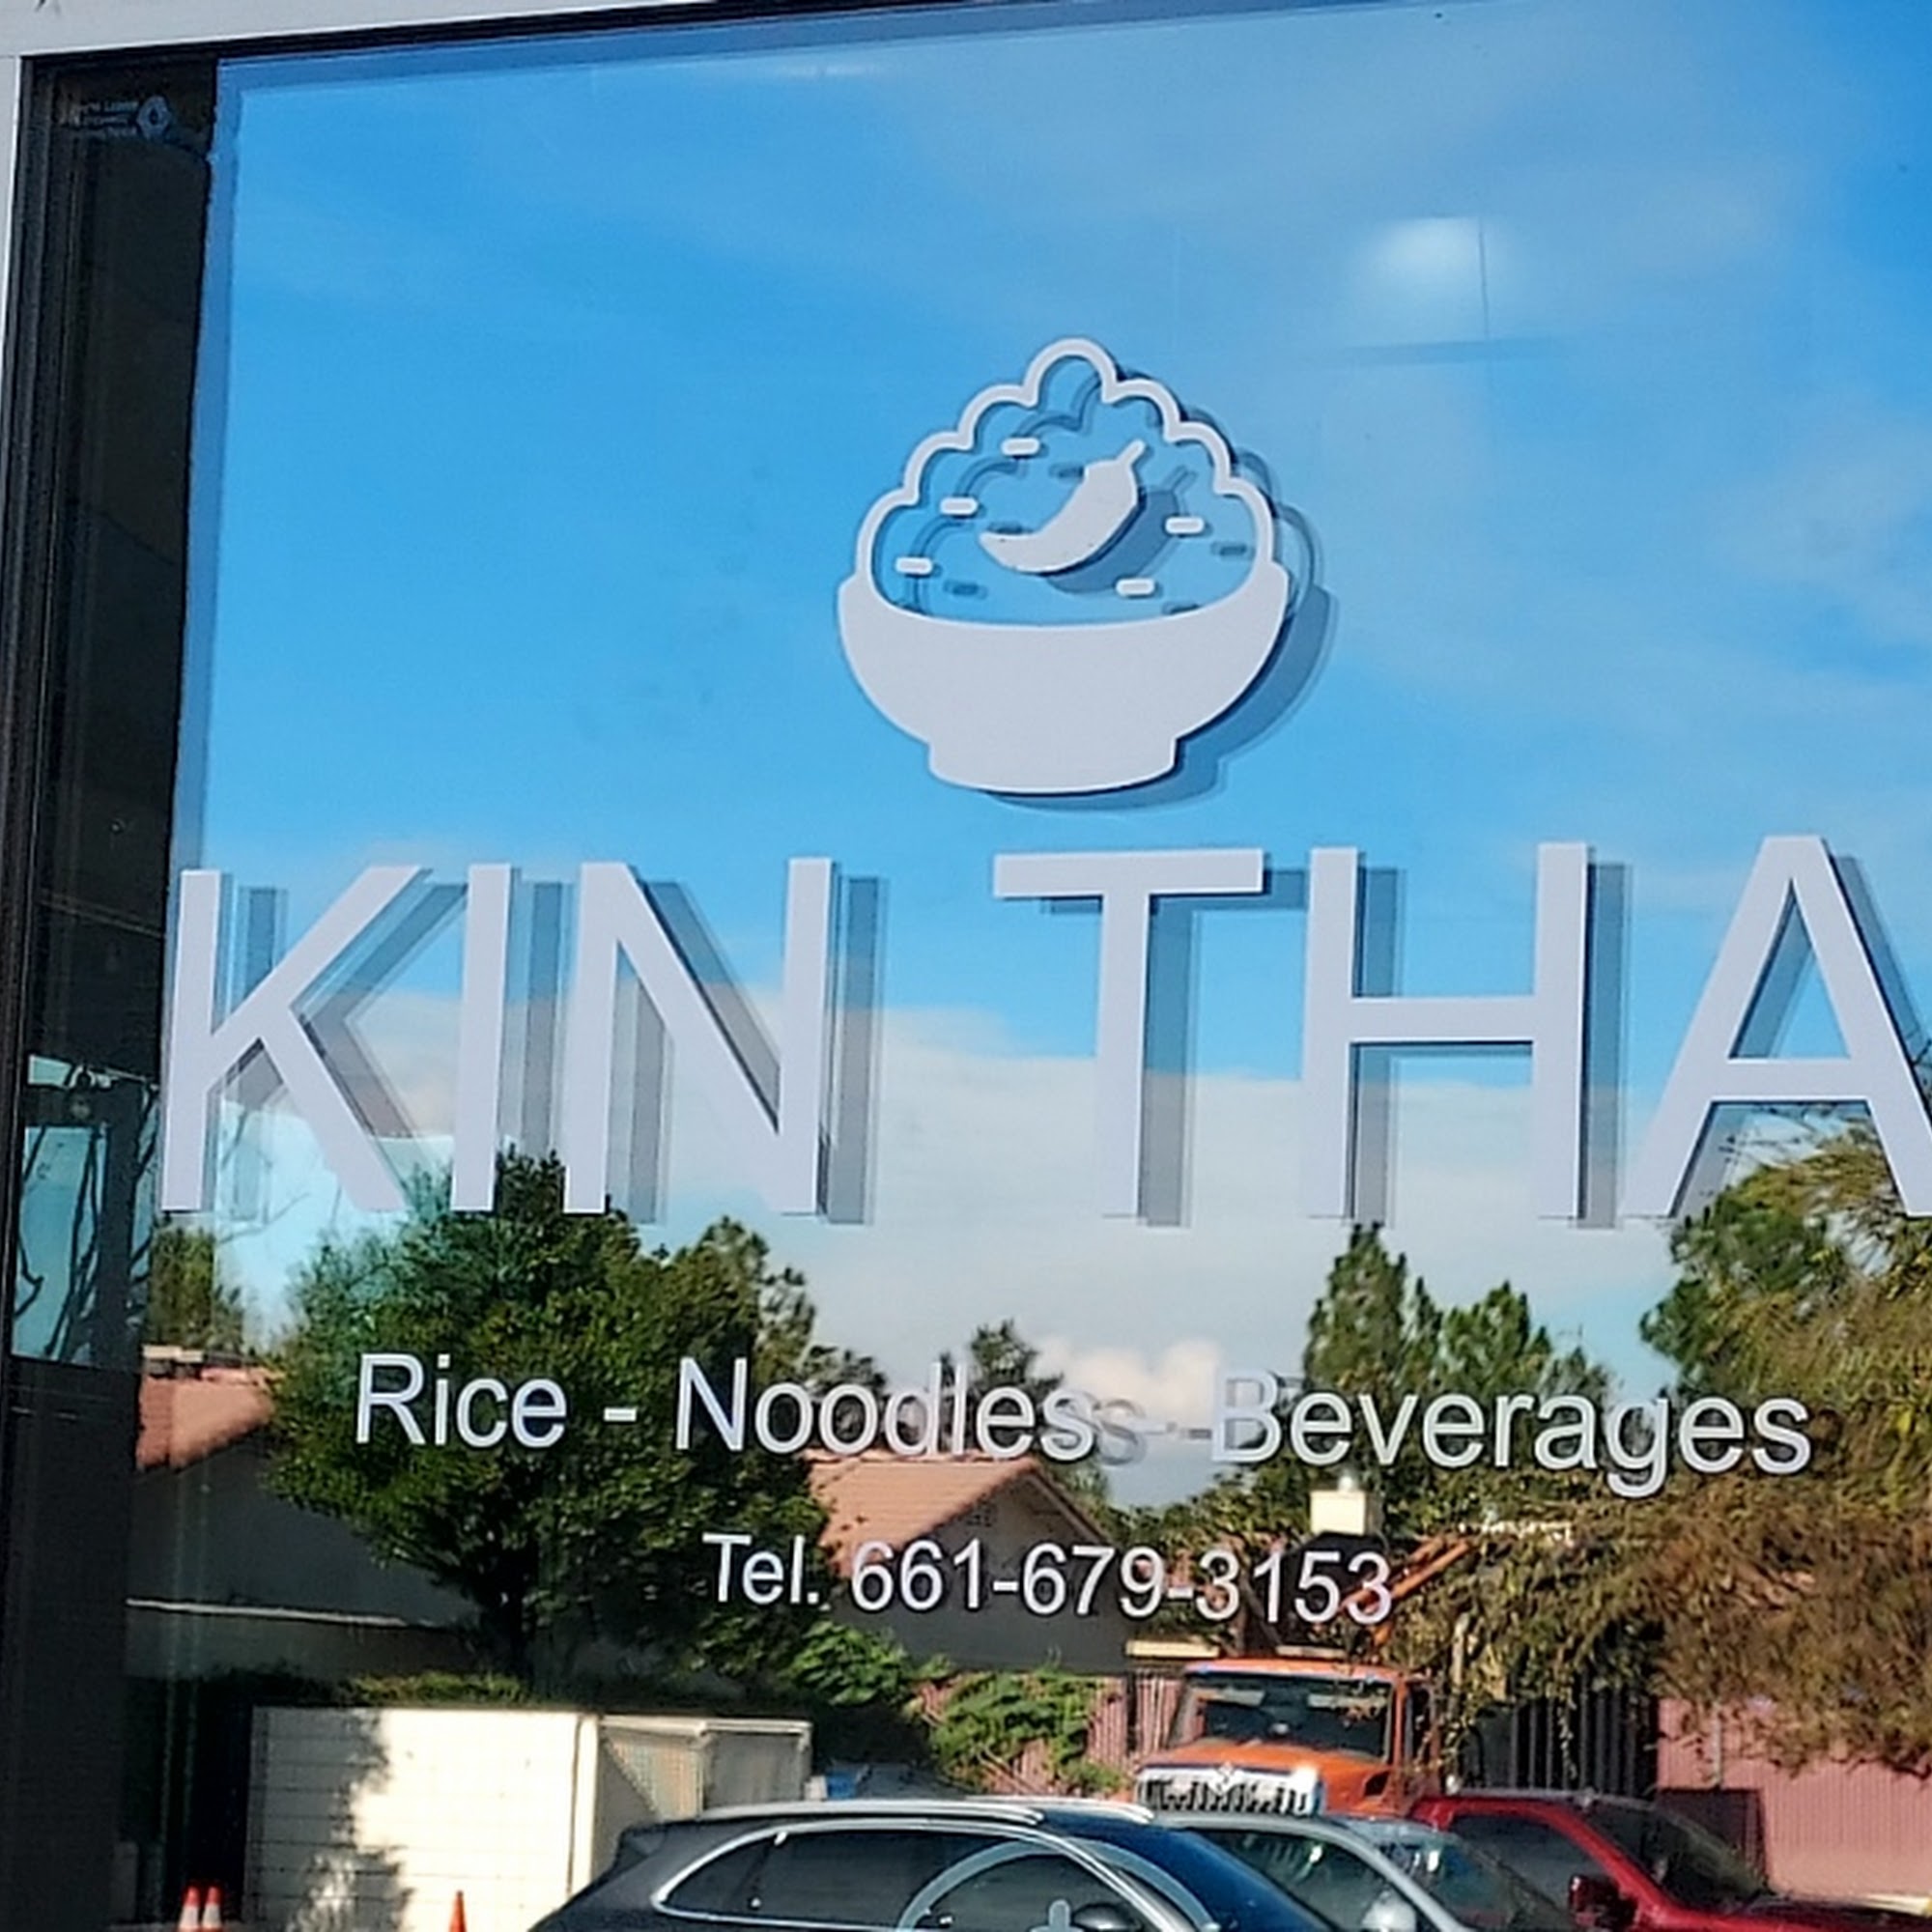 KIN THA
Rice - Noodles - Beverages
Tel. 661-679-3153